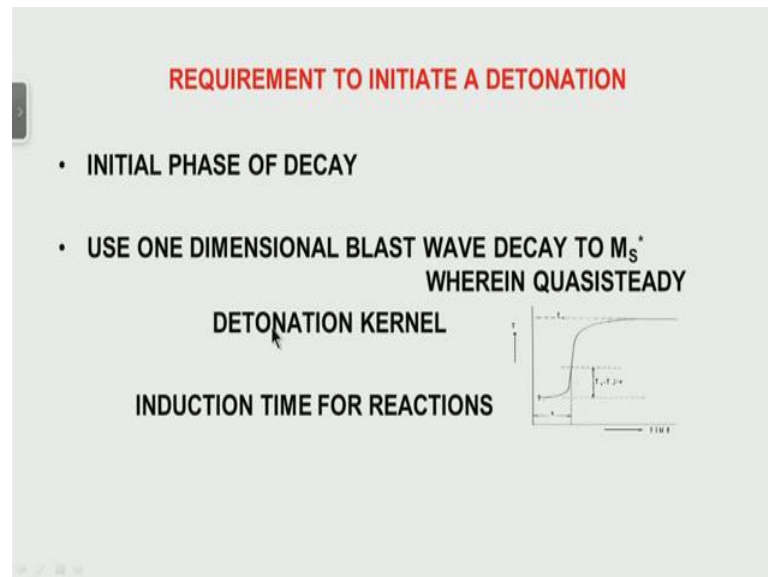 REQUIREMENT TO INITIATE A DETONATION
• INITIAL PHASE OF DECAY
• USE ONE DIMENSIONAL BLAST WAVE DECAY TO Ms*
WHEREIN QUASISTEADY
DETONATION KERNEL
INDUCTION TIME FOR REACTIONS
T
TIME